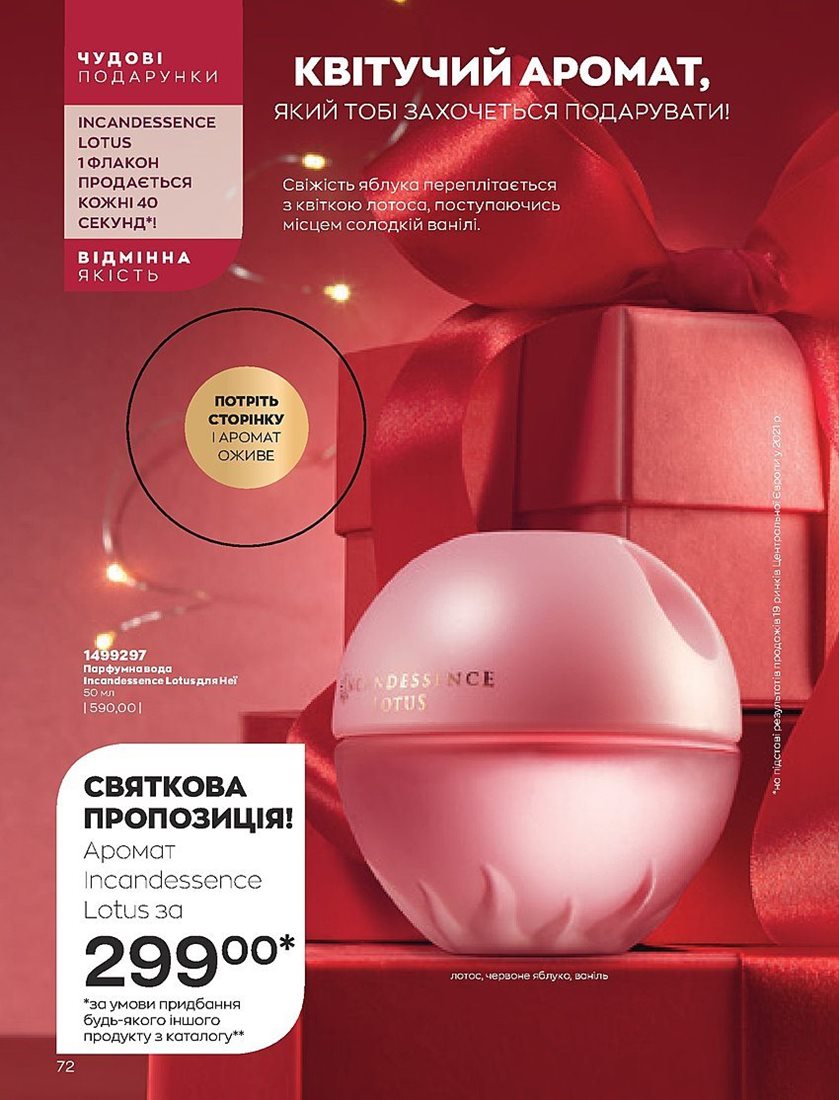 ЧУДОВІ
ПОДАРУНКИ
INCANDESSENCE
LOTUS
1 ФЛАКОН
ПРОДАЄТЬСЯ
КОЖНІ 40
СЕКУНД*!
ВІДМІННА
ЯКІСТЬ
КВІТУЧИЙ АРОМАТ,
ЯКИЙ ТОБІ ЗАХОЧЕТЬСЯ ПОДАРУВАТИ!
Свіжість яблука переплітається
з квіткою лотоса, поступаючись
місцем солодкій ванілі.
ПОТРІТЬ
СТОРІНКУ
І АРОМАТ
ОЖИВЕ
1499297
Парфумна вода
Incandessence Lotus для Неї
50 мл
| 590,00 |
INCANDESSENCE
LOTUS
*но підстові результатів продожів 19 ринків Центральної Європи у 2021 р.
СВЯТКОВА
ПРОПОЗИЦІЯ!
Аромат
Incandessence
Lotus за
29900*
*за умови придбання
будь-якого іншого
продукту з каталогу**
лотос, червоне яблуко, ваніль
72